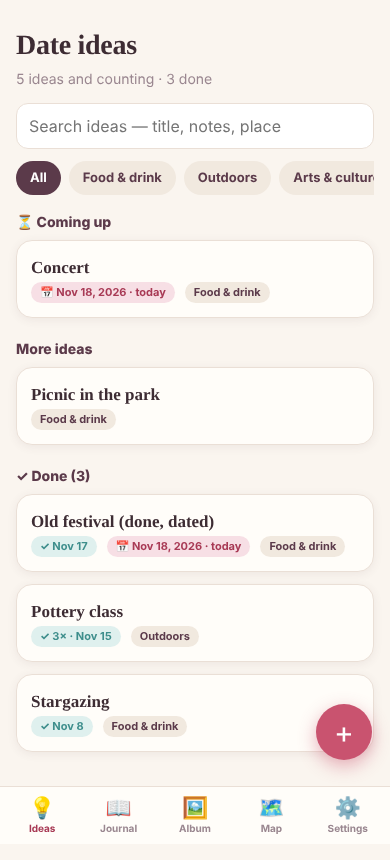 Date ideas
5 ideas and counting · 3 done
Search ideas — title, notes, place
All Food & drink Outdoors Arts & culture
⏳ Coming up
Concert
📅 Nov 18, 2026 · today Food & drink
More ideas
Picnic in the park
Food & drink
✓ Done (3)
Old festival (done, dated)
✓ Nov 17 📅 Nov 18, 2026 · today Food & drink
Pottery class
✓ 3× · Nov 15 Outdoors
Stargazing
✓ Nov 8 Food & drink
+
Ideas Journal Album Map Settings